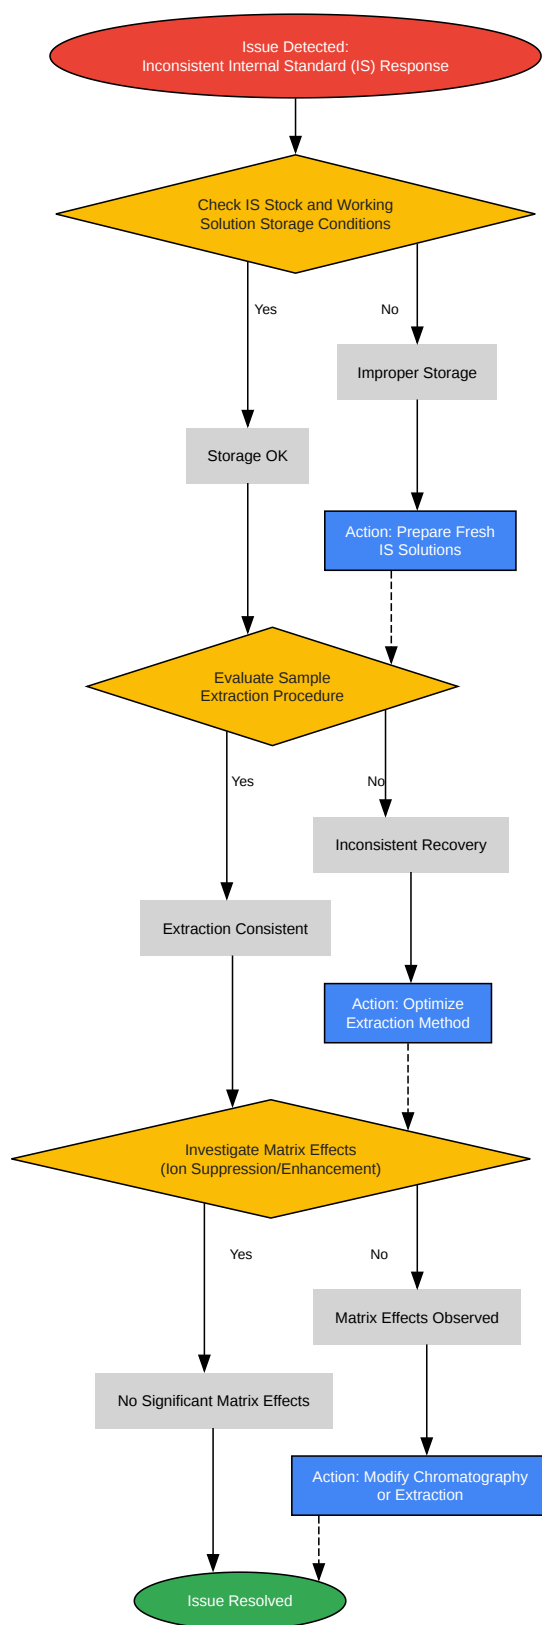 Issue Detected:
Inconsistent Internal Standard (IS) Response
Check IS Stock and Working
Solution Storage Conditions
Yes
No
Improper Storage
Storage OK
Action: Prepare Fresh
IS Solutions
Evaluate Sample
Extraction Procedure
Yes
No
Inconsistent Recovery
Extraction Consistent
Action: Optimize
Extraction Method
Investigate Matrix Effects
(Ion Suppression/Enhancement)
Yes
No
Matrix Effects Observed
No Significant Matrix Effects
Action: Modify Chromatography
or Extraction
Issue Resolved